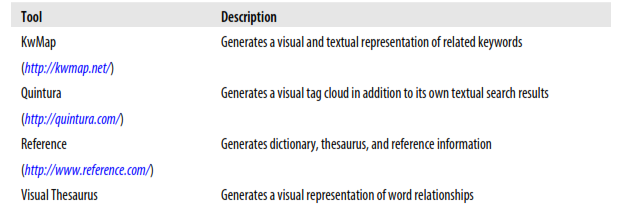 Tool Description
KwMap Generates a visual and textual representation of related keywords
(http://kwmap.net/)
Quintura Generates a visual tag cloud in addition to its own textual search results
(http://quintura.com/)
Reference Generates dictionary, thesaurus, and reference information
(http://www.reference.com/)
Visual Thesaurus Generates a visual representation of word relationships